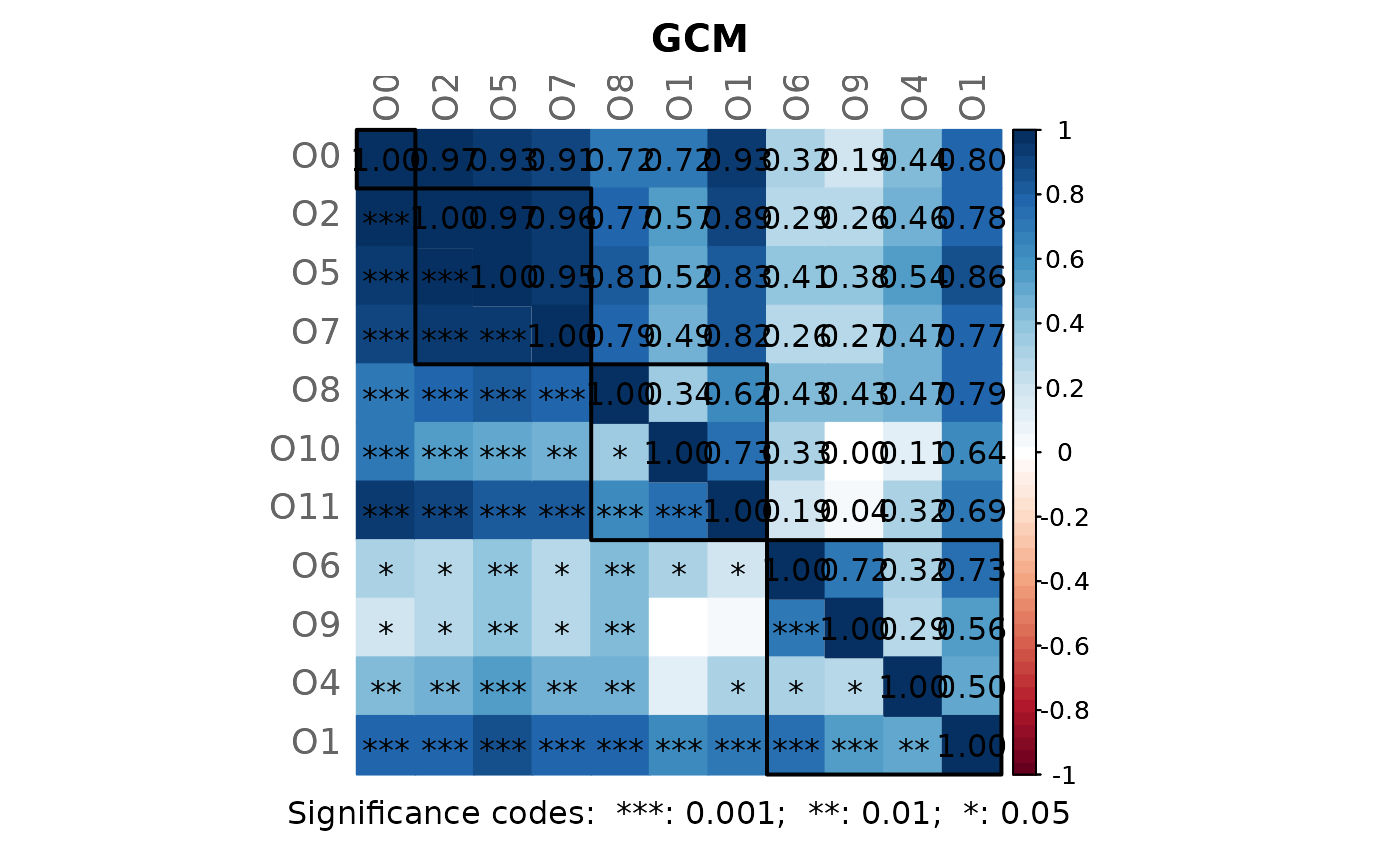 GCM
O0 O2 O5 O7 O8 O1 O1 O6 O9 O4 O1
O0 1.00 0.97 0.93 0.91 0.72 0.72 0.93 0.32 0.19 0.44 0.80
O2 *** 1.00 0.97 0.96 0.77 0.57 0.89 0.29 0.26 0.46 0.78
O5 *** *** 1.00 0.95 0.81 0.52 0.83 0.41 0.38 0.54 0.86
O7 *** *** *** 1.00 0.79 0.49 0.82 0.26 0.27 0.47 0.77
O8 *** *** *** *** 1.00 0.34 0.62 0.43 0.43 0.47 0.79
O10 *** *** *** ** * 1.00 0.73 0.33 0.00 0.11 0.64
O11 *** *** *** *** *** *** 1.00 0.19 0.04 0.32 0.69
O6 * * ** * ** * * 1.00 0.72 0.32 0.73
O9 * * ** * ** *** 1.00 0.29 0.56
O4 ** ** *** ** ** * * * 1.00 0.50
O1 *** *** *** *** *** *** *** *** *** ** 1.00
1
0.8
0.6
0.4
0.2
0
-0.2
-0.4
-0.6
-0.8
-1
Significance codes: ***: 0.001; **: 0.01; *: 0.05